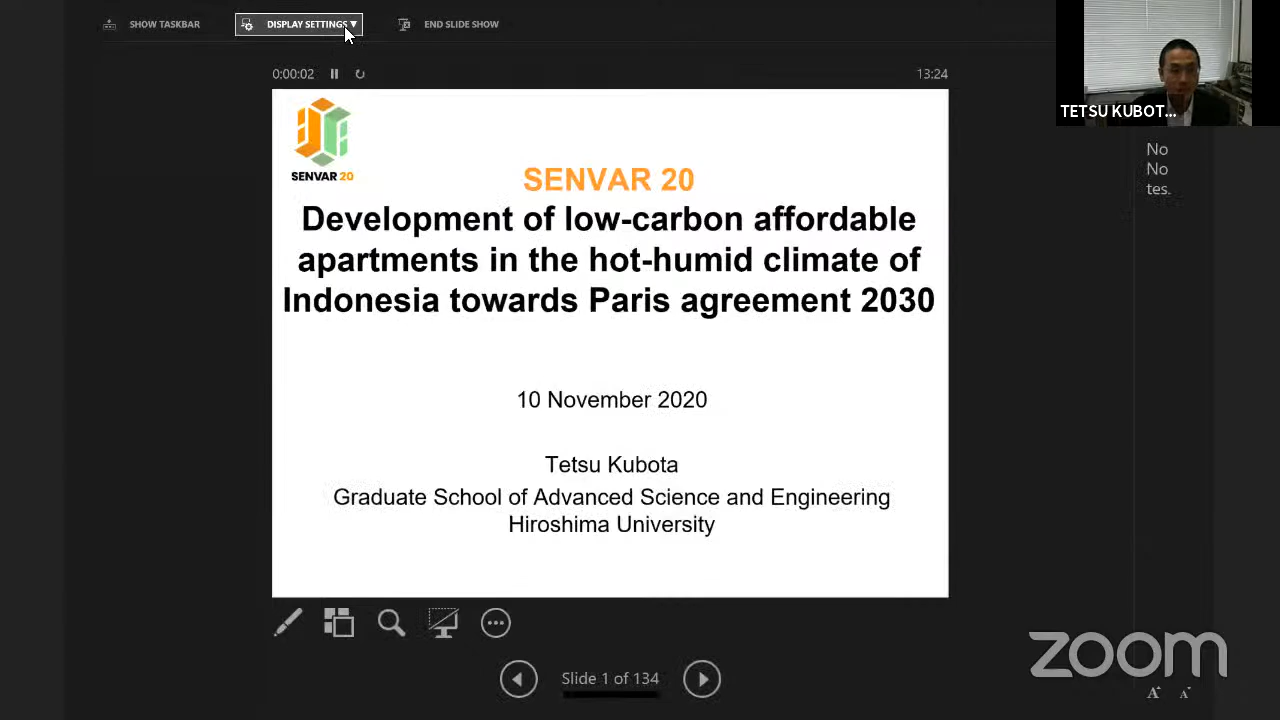 SHOW TASKBAR
DISPLAY SETTINGS ▼
END SLIDE SHOW
0:00:02
13:24
TETSU KUBOT...
No
No
tes.
SENVAR 20
SENVAR 20
Development of low-carbon affordable
apartments in the hot-humid climate of
Indonesia towards Paris agreement 2030
10 November 2020
Tetsu Kubota
Graduate School of Advanced Science and Engineering
Hiroshima University
Slide 1 of 134
zoom
A A